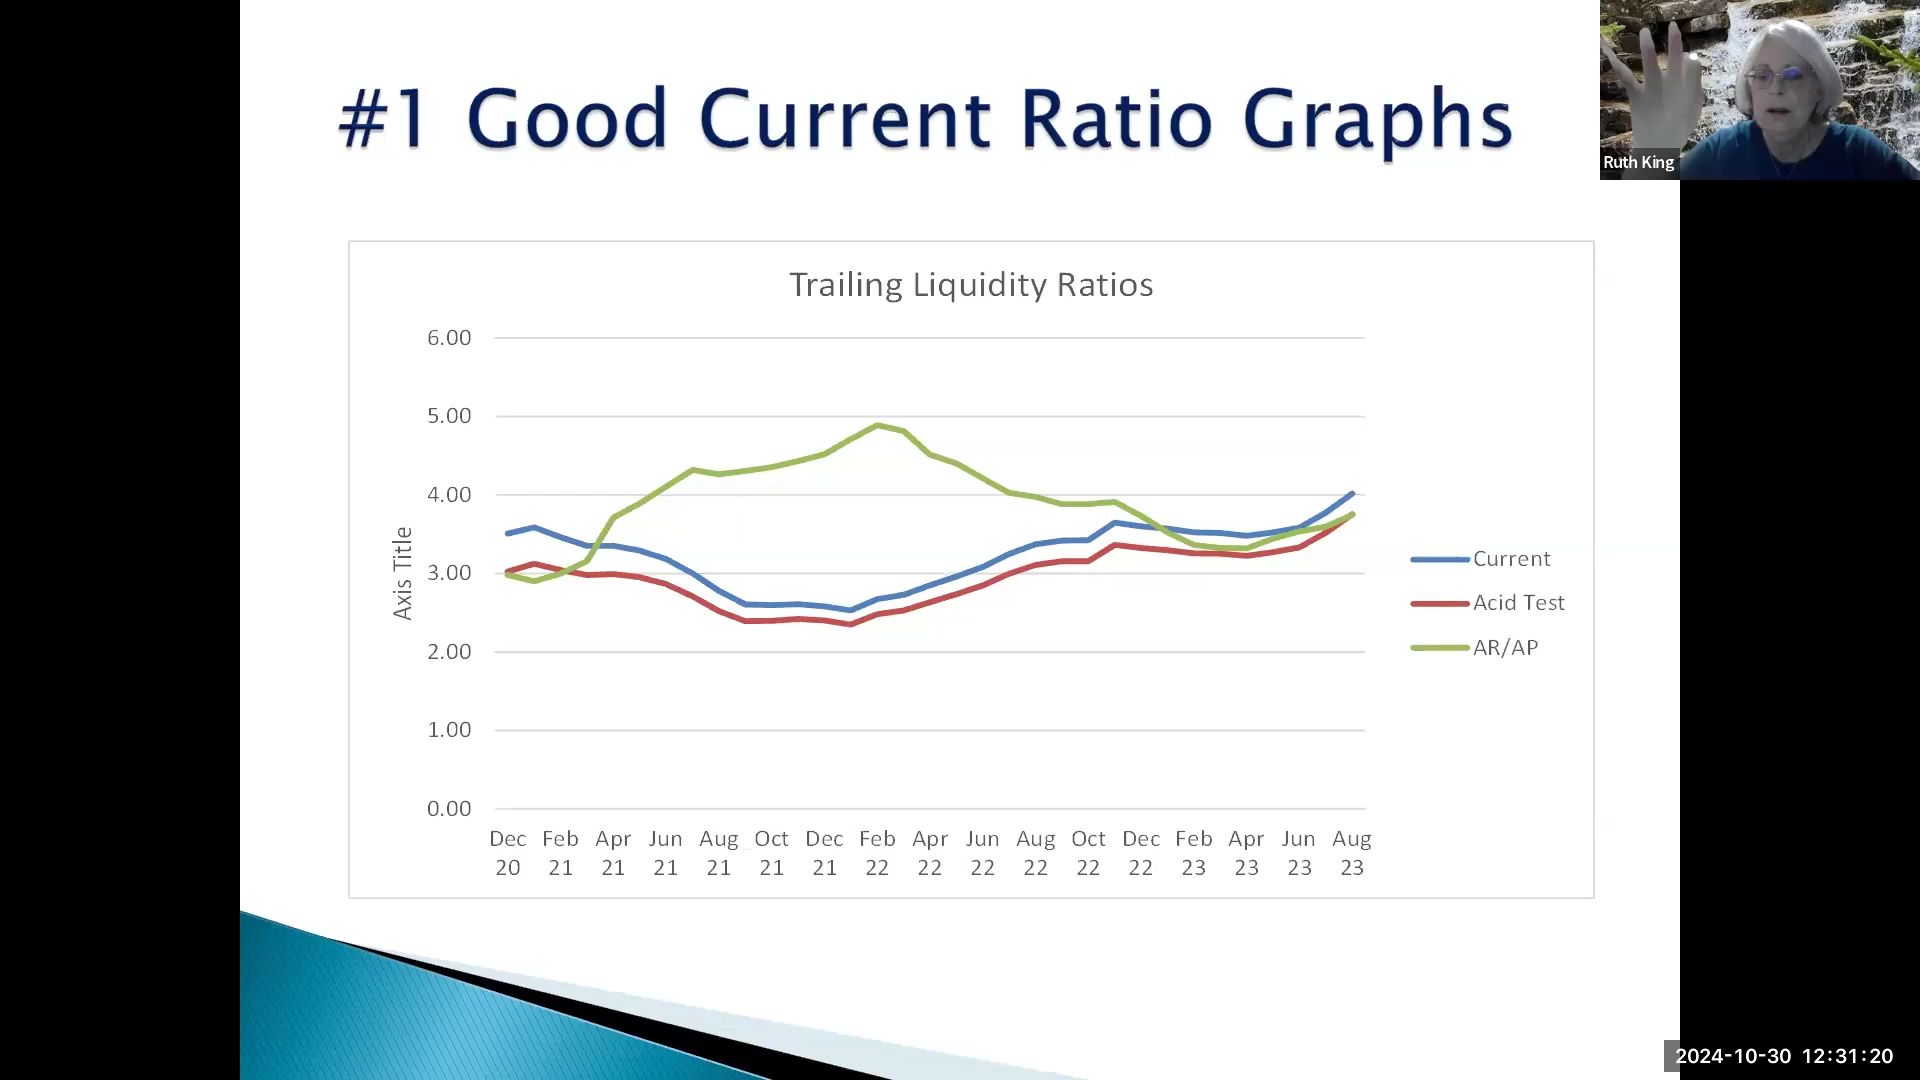 #1 Good Current Ratio Graphs
Ruth King
Trailing Liquidity Ratios
6.00
5.00
4.00
3.00
2.00
1.00
0.00
Axis Title
Current
Acid Test
AR/AP
Dec Feb Apr Jun Aug Oct Dec Feb Apr Jun Aug Oct Dec Feb Apr Jun Aug
20 21 21 21 21 21 21 22 22 22 22 22 22 23 23 23 23
2024-10-30 12:31:20